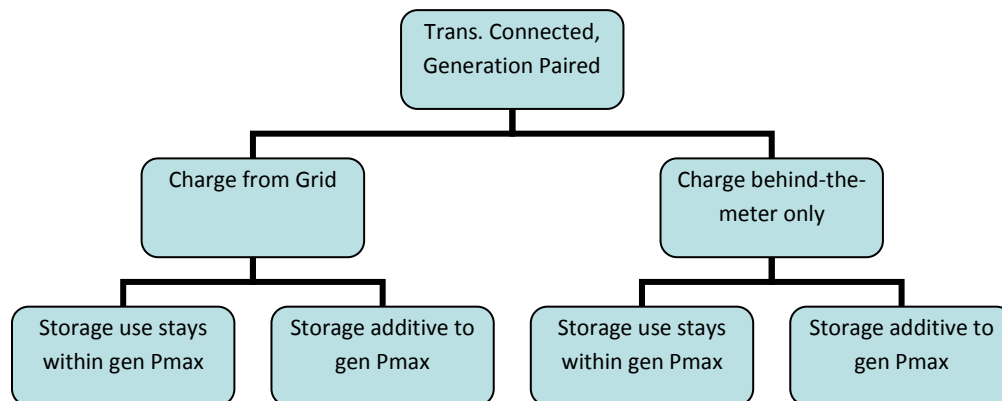 Trans. Connected,
Generation Paired
Charge from Grid
Charge behind-the-
meter only
Storage use stays
within gen Pmax
Storage additive to
gen Pmax
Storage use stays
within gen Pmax
Storage additive to
gen Pmax